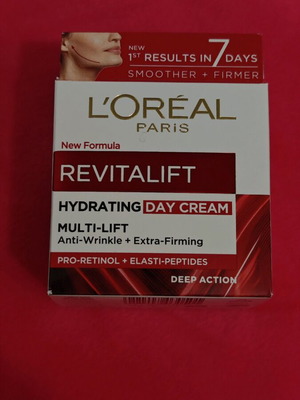 NEW
1ST RESULTS IN 7 DAYS
SMOOTHER + FIRMER
L'ORÉAL
PARIS
New Formula
REVITALIFT
HYDRATING DAY CREAM
MULTI-LIFT
Anti-Wrinkle + Extra-Firming
PRO-RETINOL + ELASTI-PEPTIDES
DEEP ACTION